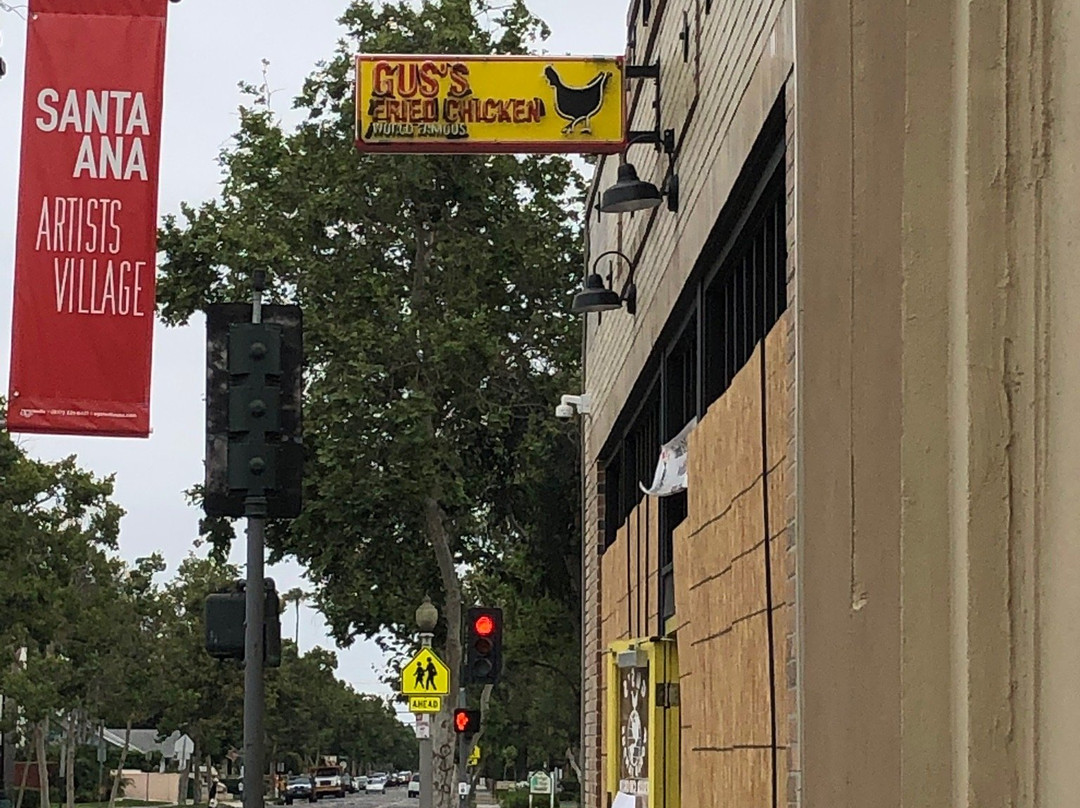 SANTA
ANA
ARTISTS
VILLAGE
GUS'S
FRIED CHICKEN
WORLD FAMOUS
AHEAD